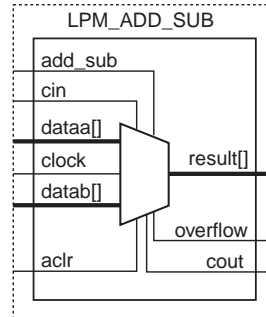 LPM_ADD_SUB
add_sub
cin
dataa[]
clock
result[]
datab[]
overflow
aclr
cout